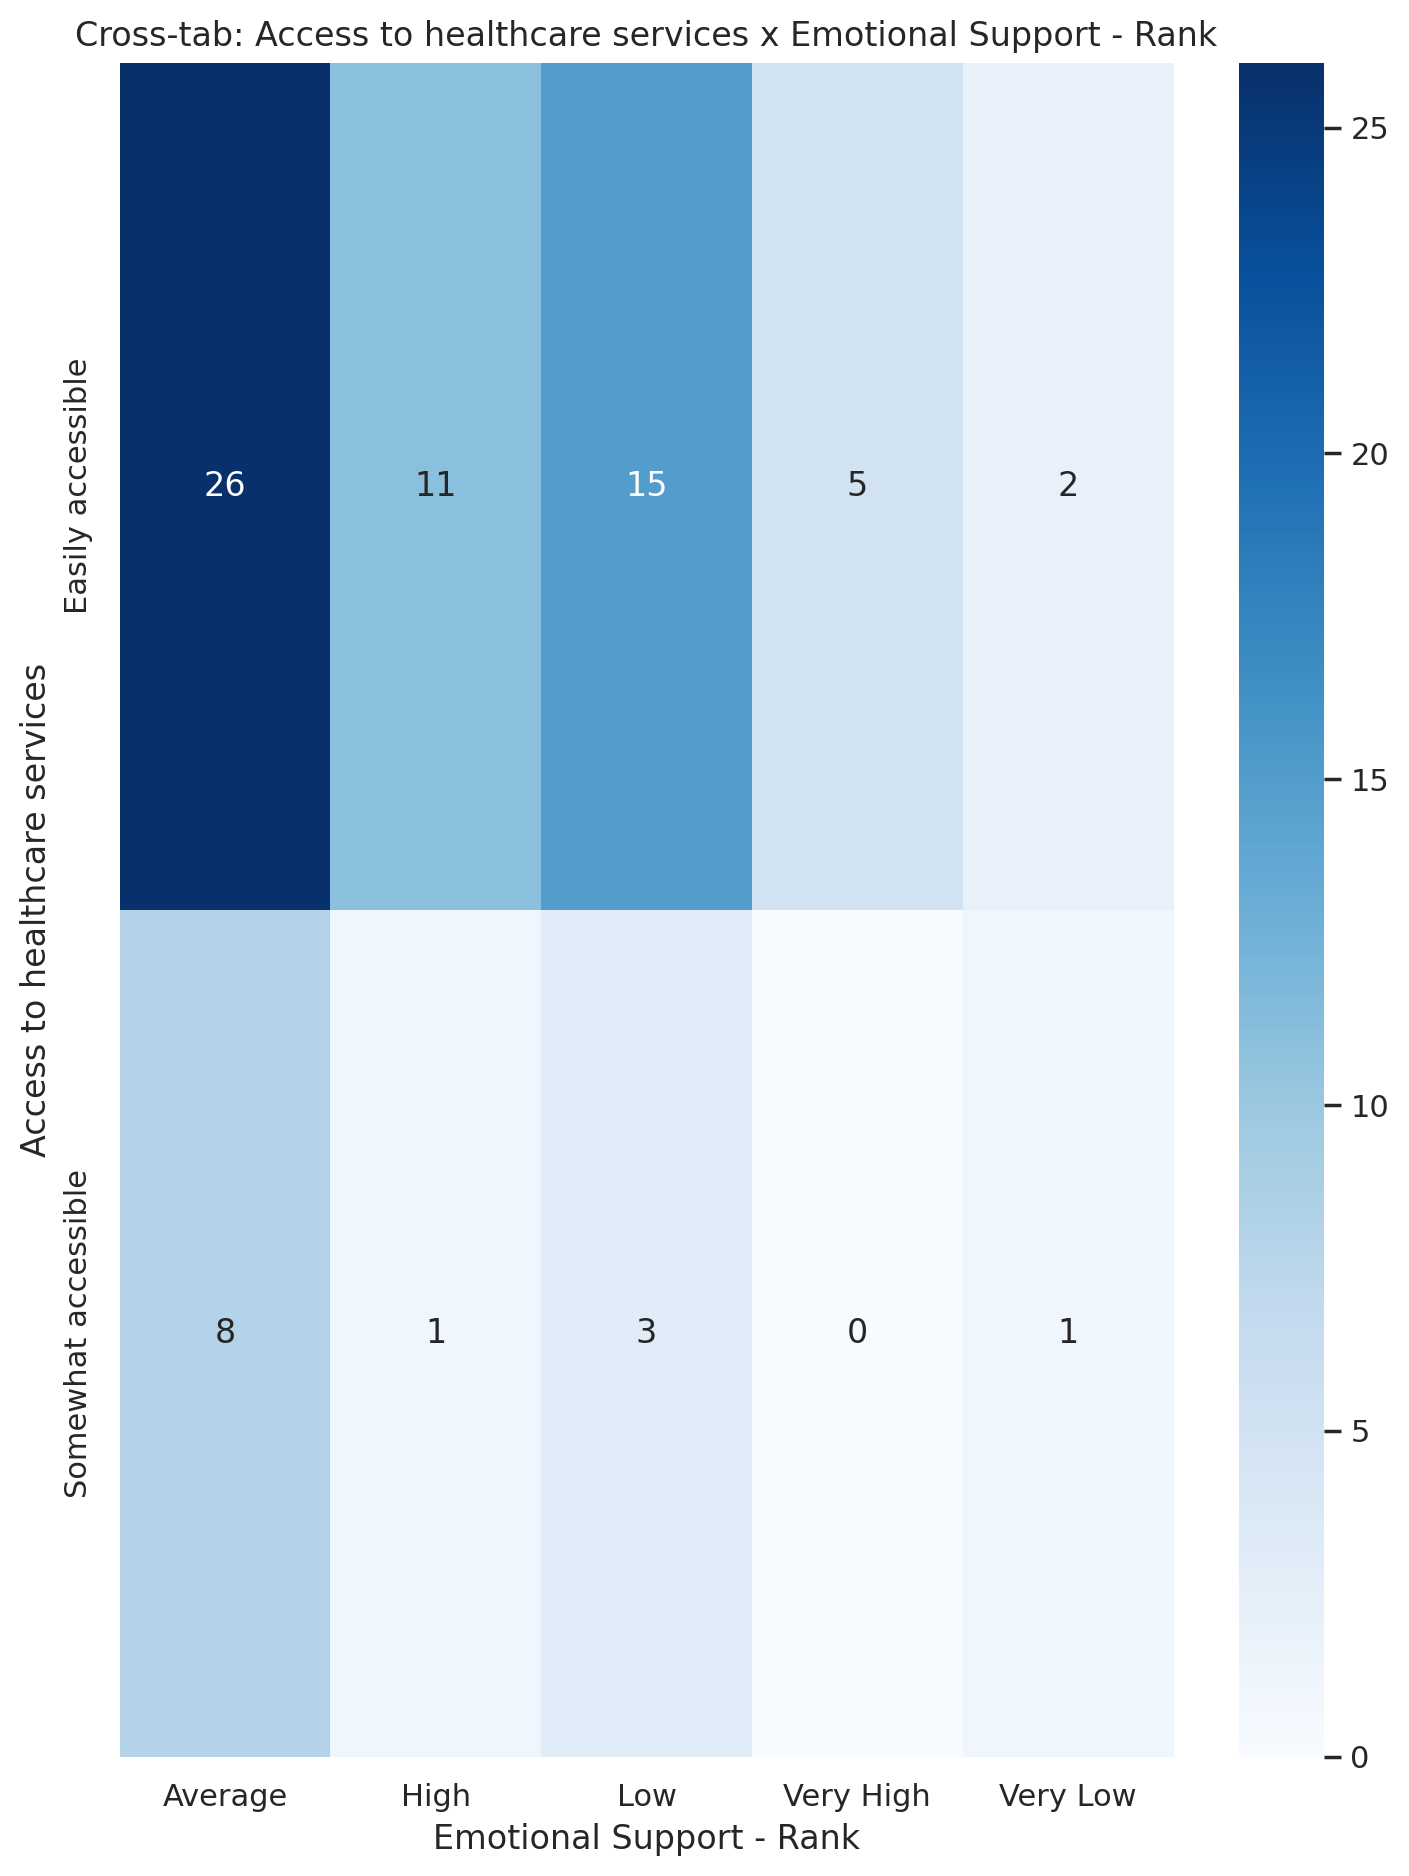 Cross-tab: Access to healthcare services x Emotional Support - Rank
Access to healthcare services
Easily accessible
26
11
15
5
2
Somewhat accessible
8
1
3
0
1
Average
High
Low
Very High
Very Low
Emotional Support - Rank
25
20
15
10
5
0